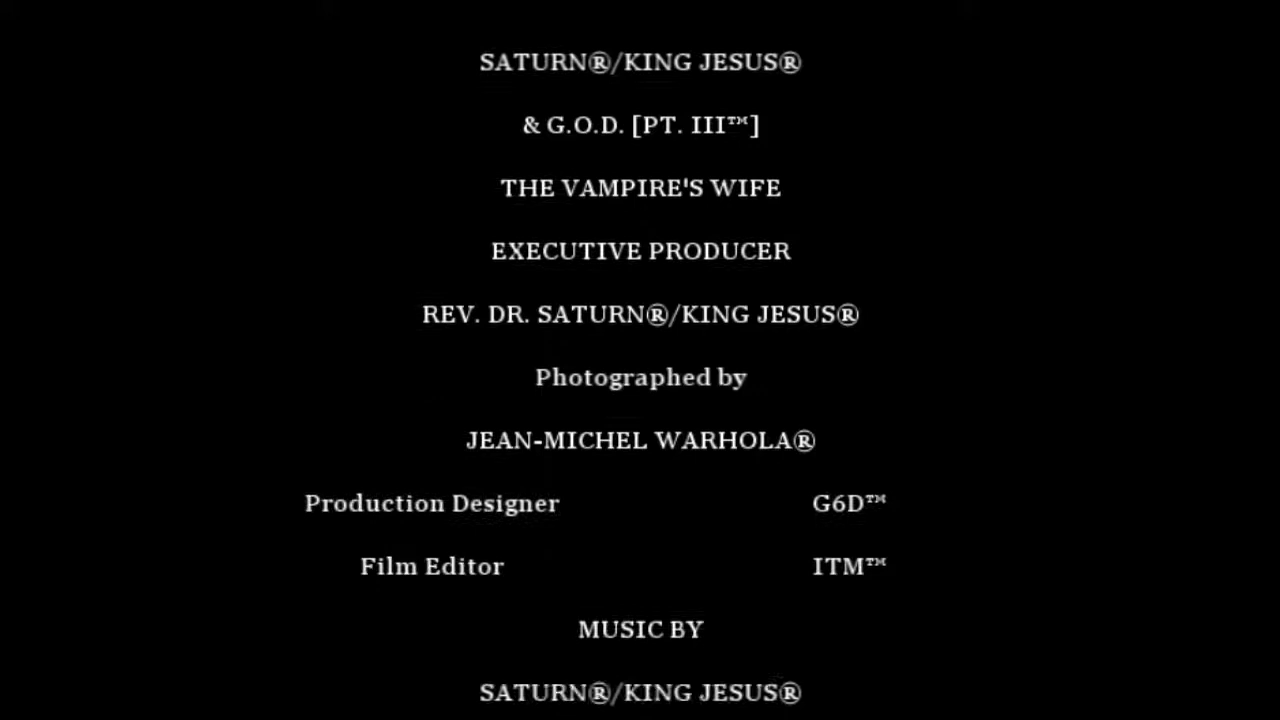 SATURN®/KING JESUS®
& G.O.D. [PT. III™]
THE VAMPIRE'S WIFE
EXECUTIVE PRODUCER
REV. DR. SATURN®/KING JESUS®
Photographed by
JEAN-MICHEL WARHOLA®
Production Designer G6D™
Film Editor ITM™
MUSIC BY
SATURN®/KING JESUS®